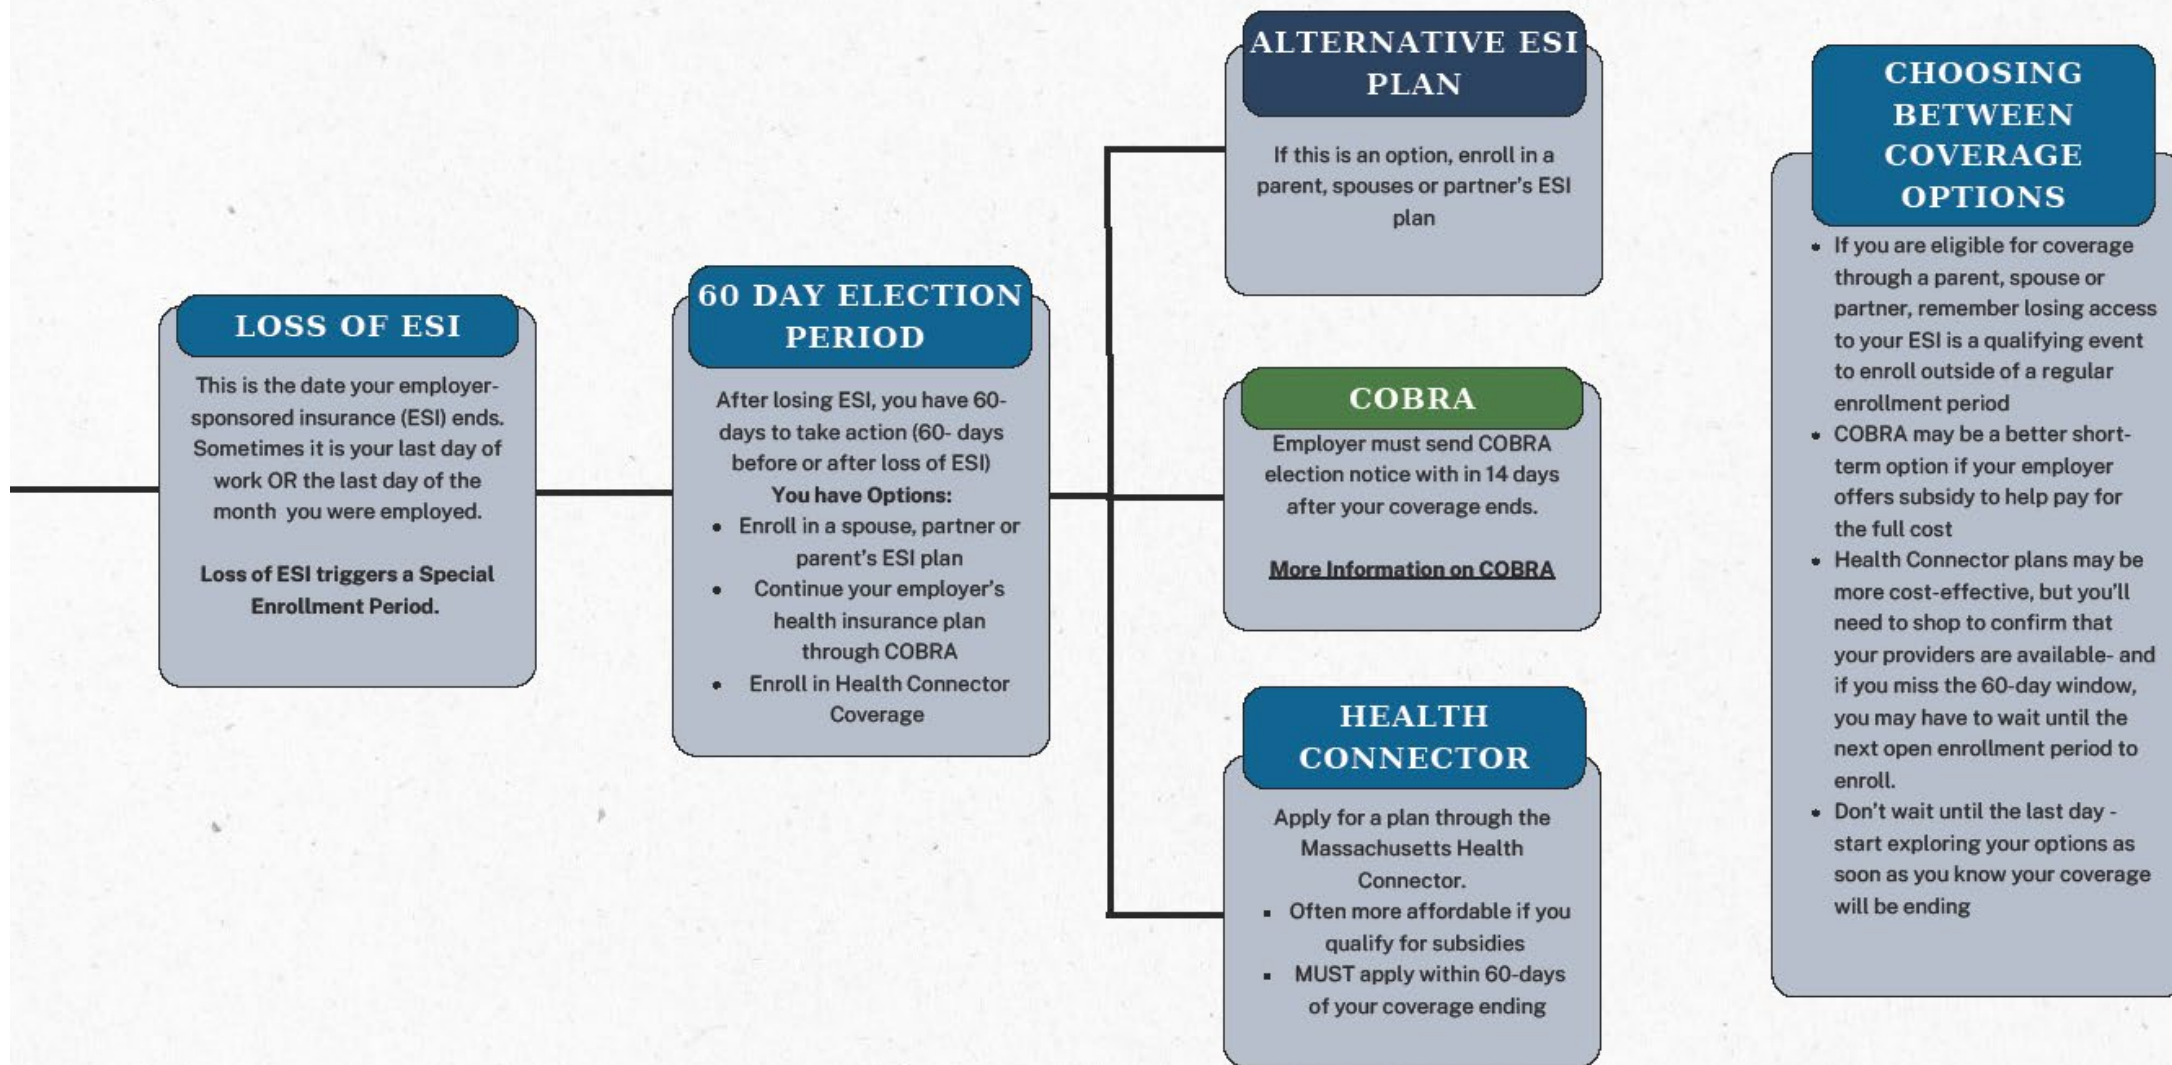 LOSS OF ESI
This is the date your employer-
sponsored insurance (ESI) ends.
Sometimes it is your last day of
work OR the last day of the
month you were employed.
Loss of ESI triggers a Special
Enrollment Period.
60 DAY ELECTION
PERIOD
After losing ESI, you have 60-
days to take action (60- days
before or after loss of ESI)
You have Options:
• Enroll in a spouse, partner or
parent's ESI plan
• Continue your employer's
health insurance plan
through COBRA
• Enroll in Health Connector
Coverage
ALTERNATIVE ESI
PLAN
If this is an option, enroll in a
parent, spouses or partner's ESI
plan
COBRA
Employer must send COBRA
election notice with in 14 days
after your coverage ends.
More Information on COBRA
HEALTH
CONNECTOR
Apply for a plan through the
Massachusetts Health
Connector.
▪ Often more affordable if you
qualify for subsidies
▪ MUST apply within 60-days
of your coverage ending
CHOOSING
BETWEEN
COVERAGE
OPTIONS
• If you are eligible for coverage
through a parent, spouse or
partner, remember losing access
to your ESI is a qualifying event
to enroll outside of a regular
enrollment period
• COBRA may be a better short-
term option if your employer
offers subsidy to help pay for
the full cost
• Health Connector plans may be
more cost-effective, but you'll
need to shop to confirm that
your providers are available- and
if you miss the 60-day window,
you may have to wait until the
next open enrollment period to
enroll.
• Don't wait until the last day -
start exploring your options as
soon as you know your coverage
will be ending